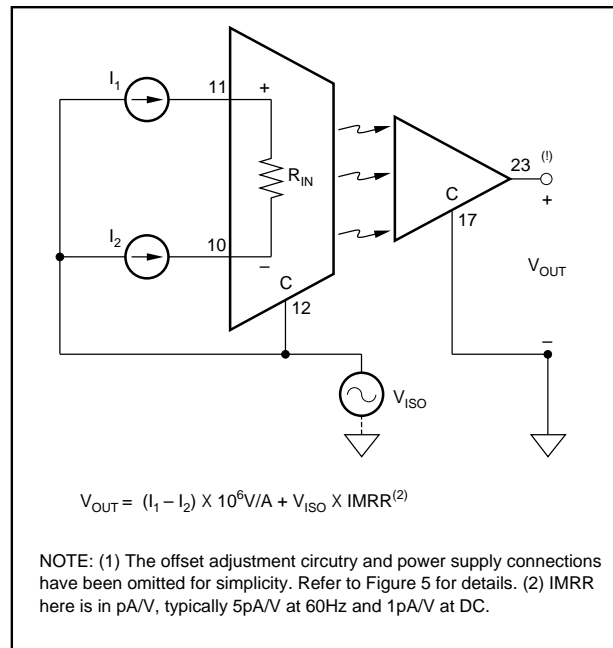 I1
11
+
RIN
I2
10
–
C
12
23
(!)
+
C
17
VOUT
–
VISO
VOUT = (I1 – I2) X 10^6V/A + VISO X IMRR(2)
NOTE: (1) The offset adjustment circutry and power supply connections
have been omitted for simplicity. Refer to Figure 5 for details. (2) IMRR
here is in pA/V, typically 5pA/V at 60Hz and 1pA/V at DC.